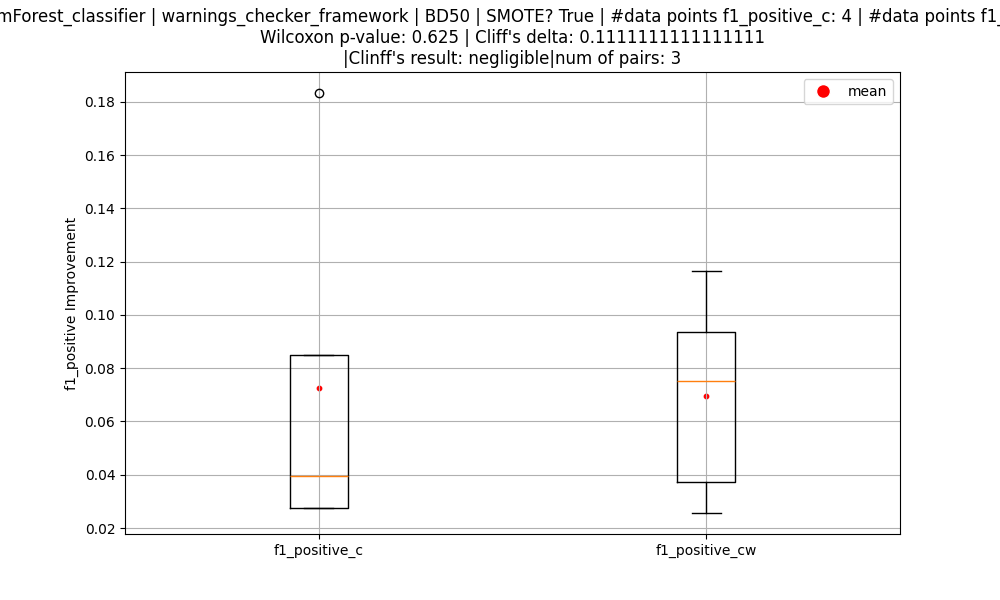 mForest_classifier | warnings_checker_framework | BD50 | SMOTE? True | #data points f1_positive_c: 4 | #data points f1_
Wilcoxon p-value: 0.625 | Cliff's delta: 0.1111111111111111
|Clinff's result: negligible|num of pairs: 3
mean
0.18
0.16
0.14
0.12
0.10
0.08
0.06
0.04
0.02
f1_positive Improvement
f1_positive_c
f1_positive_cw